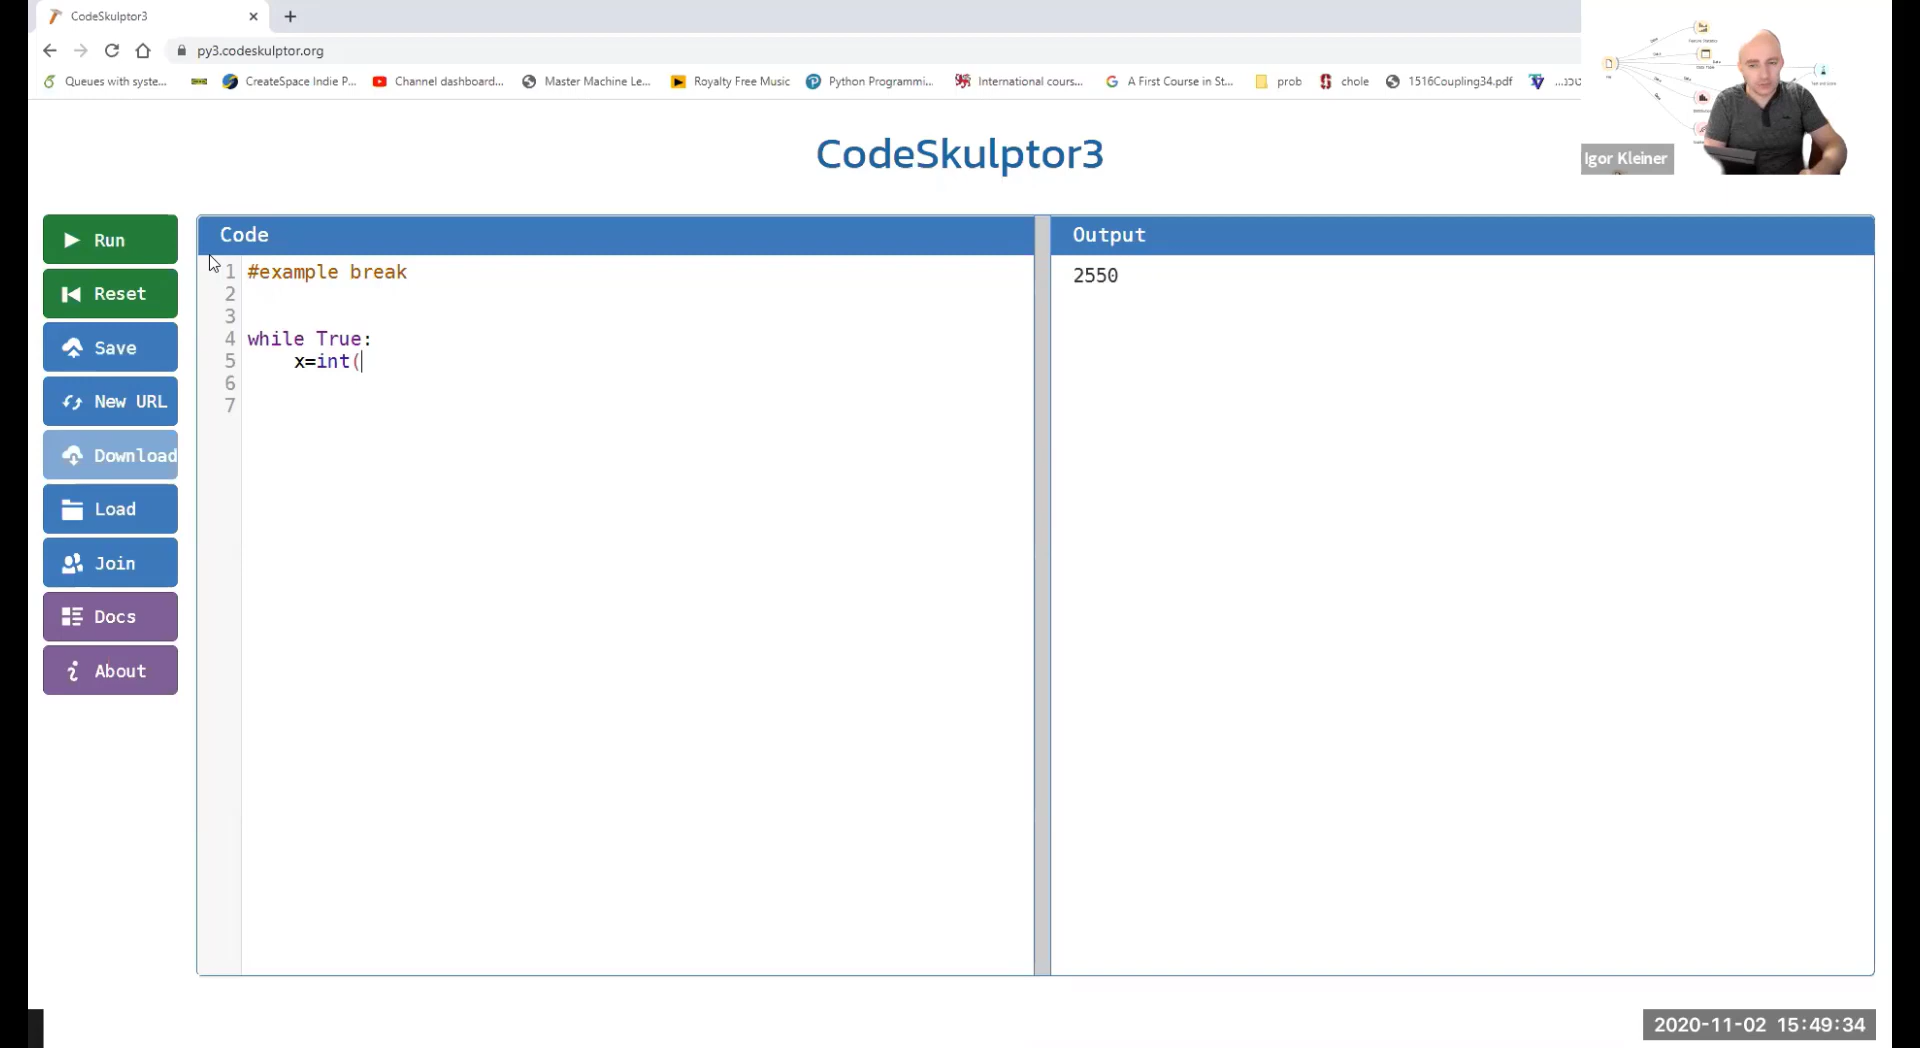 CodeSkulptor3
py3.codeskulptor.org
Queues with syste...
CreateSpace Indie P...
Channel dashboard...
Master Machine Le...
Royalty Free Music
Python Programmi...
International cours...
A First Course in St...
prob
chole
1516Coupling34.pdf
CodeSkulptor3
Igor Kleiner
Run
Reset
Save
New URL
Download
Load
Join
Docs
About
Code
1 #example break
2
3
4 while True:
5 x=int(
6
7
Output
2550
2020-11-02 15:49:34